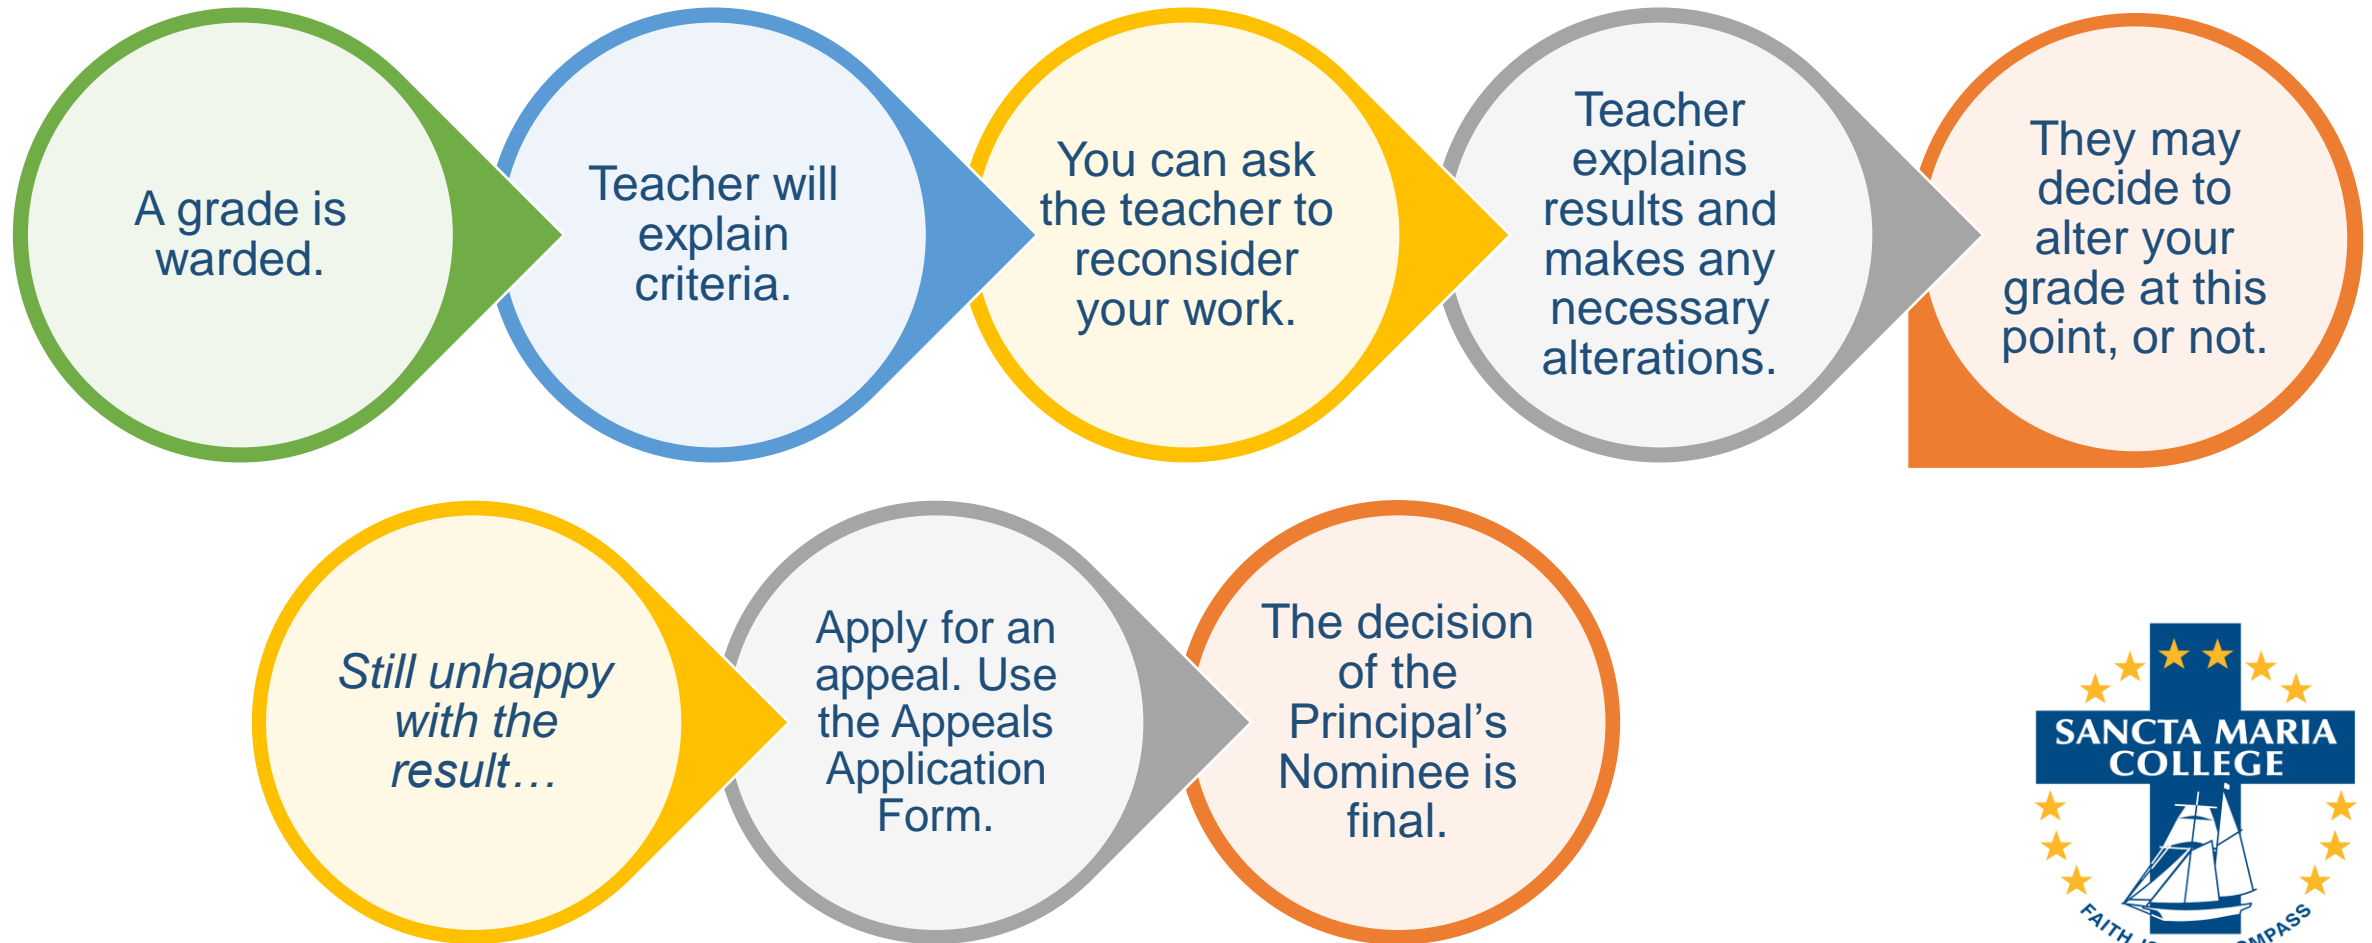 A grade is
warded.
Teacher will
explain
criteria.
You can ask
the teacher to
reconsider
your work.
Teacher
explains
results and
makes any
necessary
alterations.
They may
decide to
alter your
grade at this
point, or not.
Still unhappy
with the
result…
Apply for an
appeal. Use
the Appeals
Application
Form.
The decision
of the
Principal’s
Nominee is
final.
SANCTA MARIA
COLLEGE
FAITH